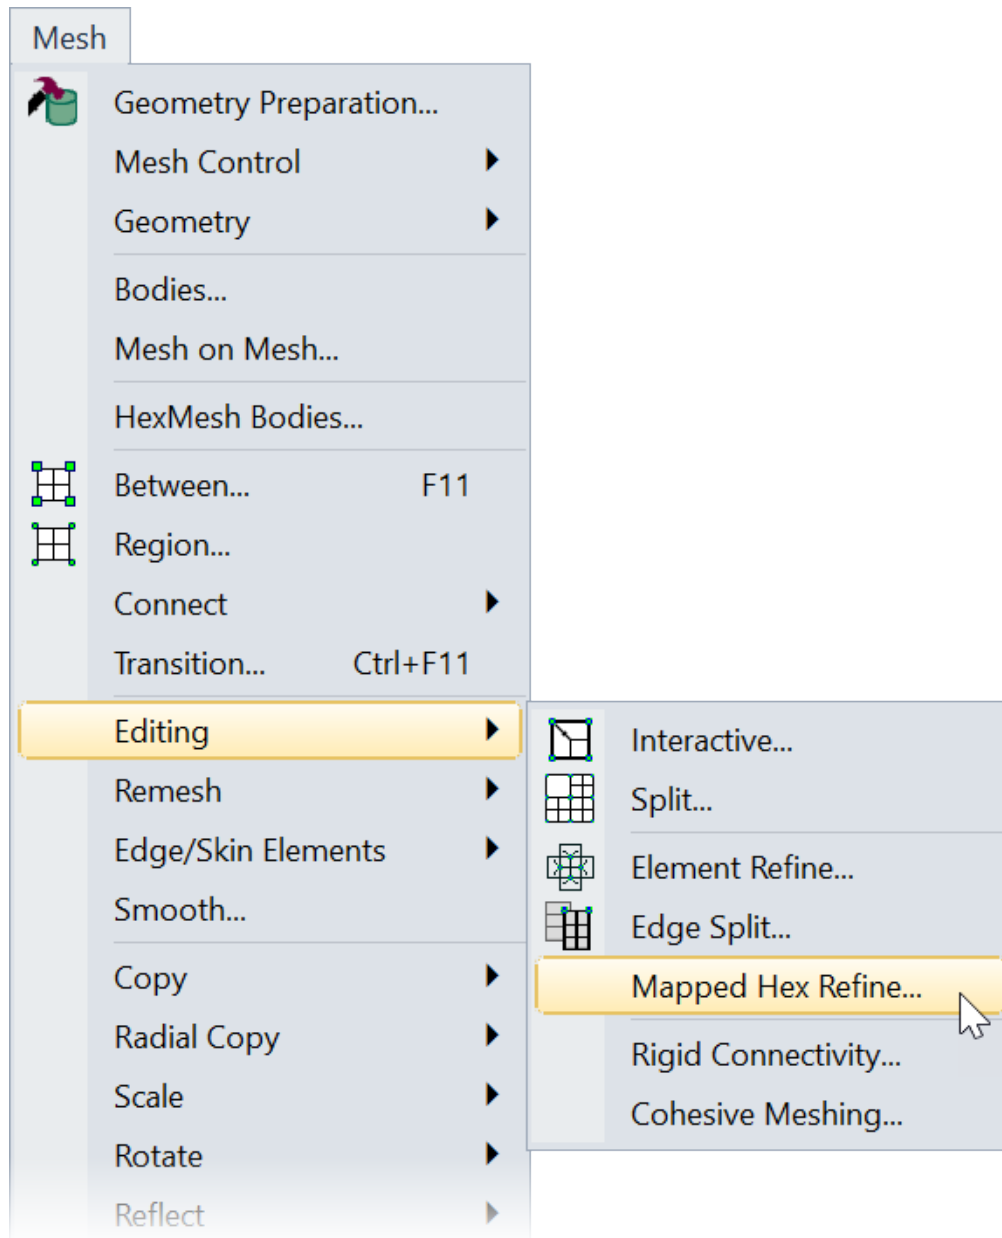 Mesh
Geometry Preparation...
Mesh Control
Geometry
Bodies...
Mesh on Mesh...
HexMesh Bodies...
Between... F11
Region...
Connect
Transition... Ctrl+F11
Editing
Remesh
Edge/Skin Elements
Smooth...
Copy
Radial Copy
Scale
Rotate
Reflect
Interactive...
Split...
Element Refine...
Edge Split...
Mapped Hex Refine...
Rigid Connectivity...
Cohesive Meshing...